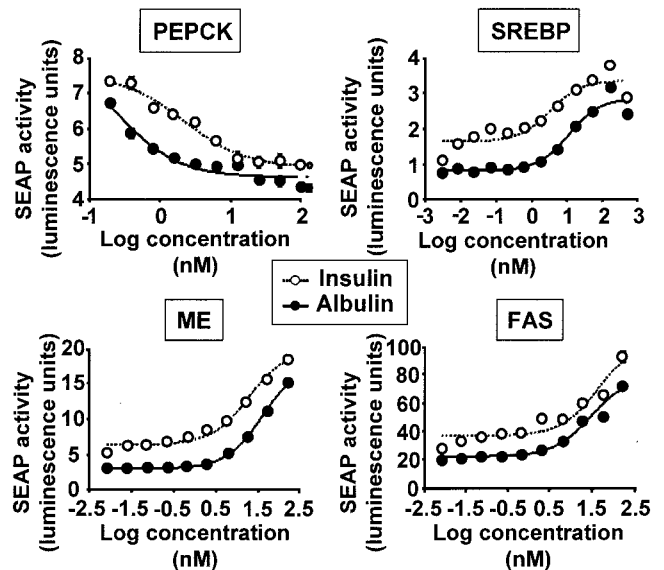 PEPCK
SEAP activity
(luminescence units)
8
7
6
5
4
-1 0 1 2
Log concentration
(nM)
SREBP
SEAP activity
(luminescence units)
4
3
2
1
0
-3 -2 -1 0 1 2 3
Log concentration
(nM)
Insulin
Albulin
ME
SEAP activity
(luminescence units)
20
15
10
5
0
-2.5 -1.5 -0.5 0.5 1.5 2.5
Log concentration
(nM)
FAS
SEAP activity
(luminescence units)
100
80
60
40
20
0
-2.5 -1.5 -0.5 0.5 1.5 2.5
Log concentration
(nM)